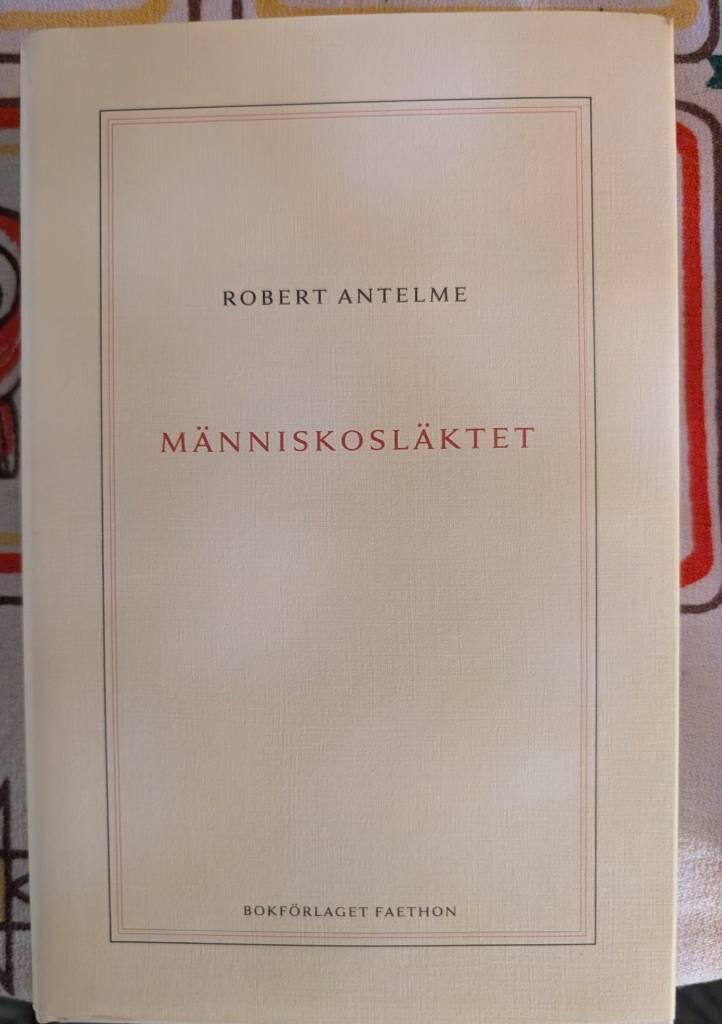 ROBERT ANTELME
MÄNNISKOSLÄKTET
BOKFÖRLAGET FAETHON